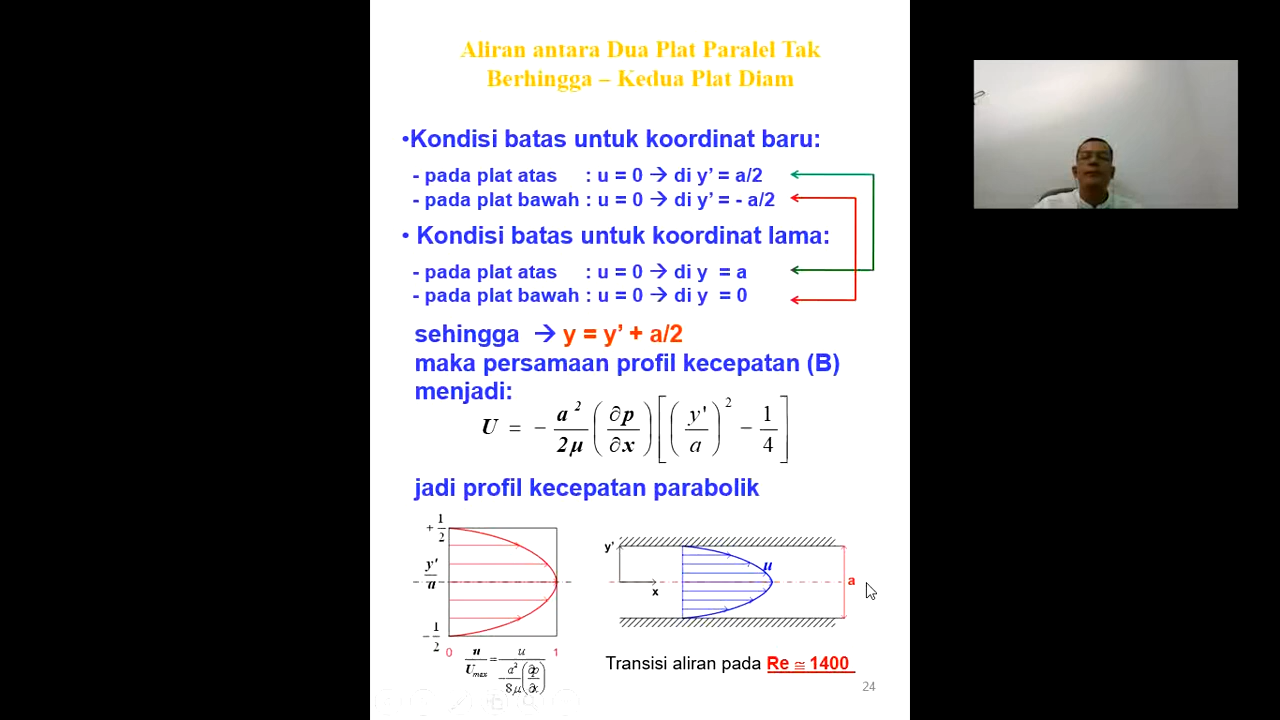 Aliran antara Dua Plat Paralel Tak
Berhingga – Kedua Plat Diam
•Kondisi batas untuk koordinat baru:
- pada plat atas : u = 0 → di y’ = a/2
- pada plat bawah : u = 0 → di y’ = - a/2
• Kondisi batas untuk koordinat lama:
- pada plat atas : u = 0 → di y = a
- pada plat bawah : u = 0 → di y = 0
sehingga → y = y’ + a/2
maka persamaan profil kecepatan (B)
menjadi:
U = - a²/2μ (∂p/∂x) [(y'/a)² - 1/4]
jadi profil kecepatan parabolik
+ 1/2
y'/a
- 1/2
0
1
u/Umax = u / -a²/8μ (∂p/∂x)
y’
x
u
a
Transisi aliran pada Re ≅ 1400
24